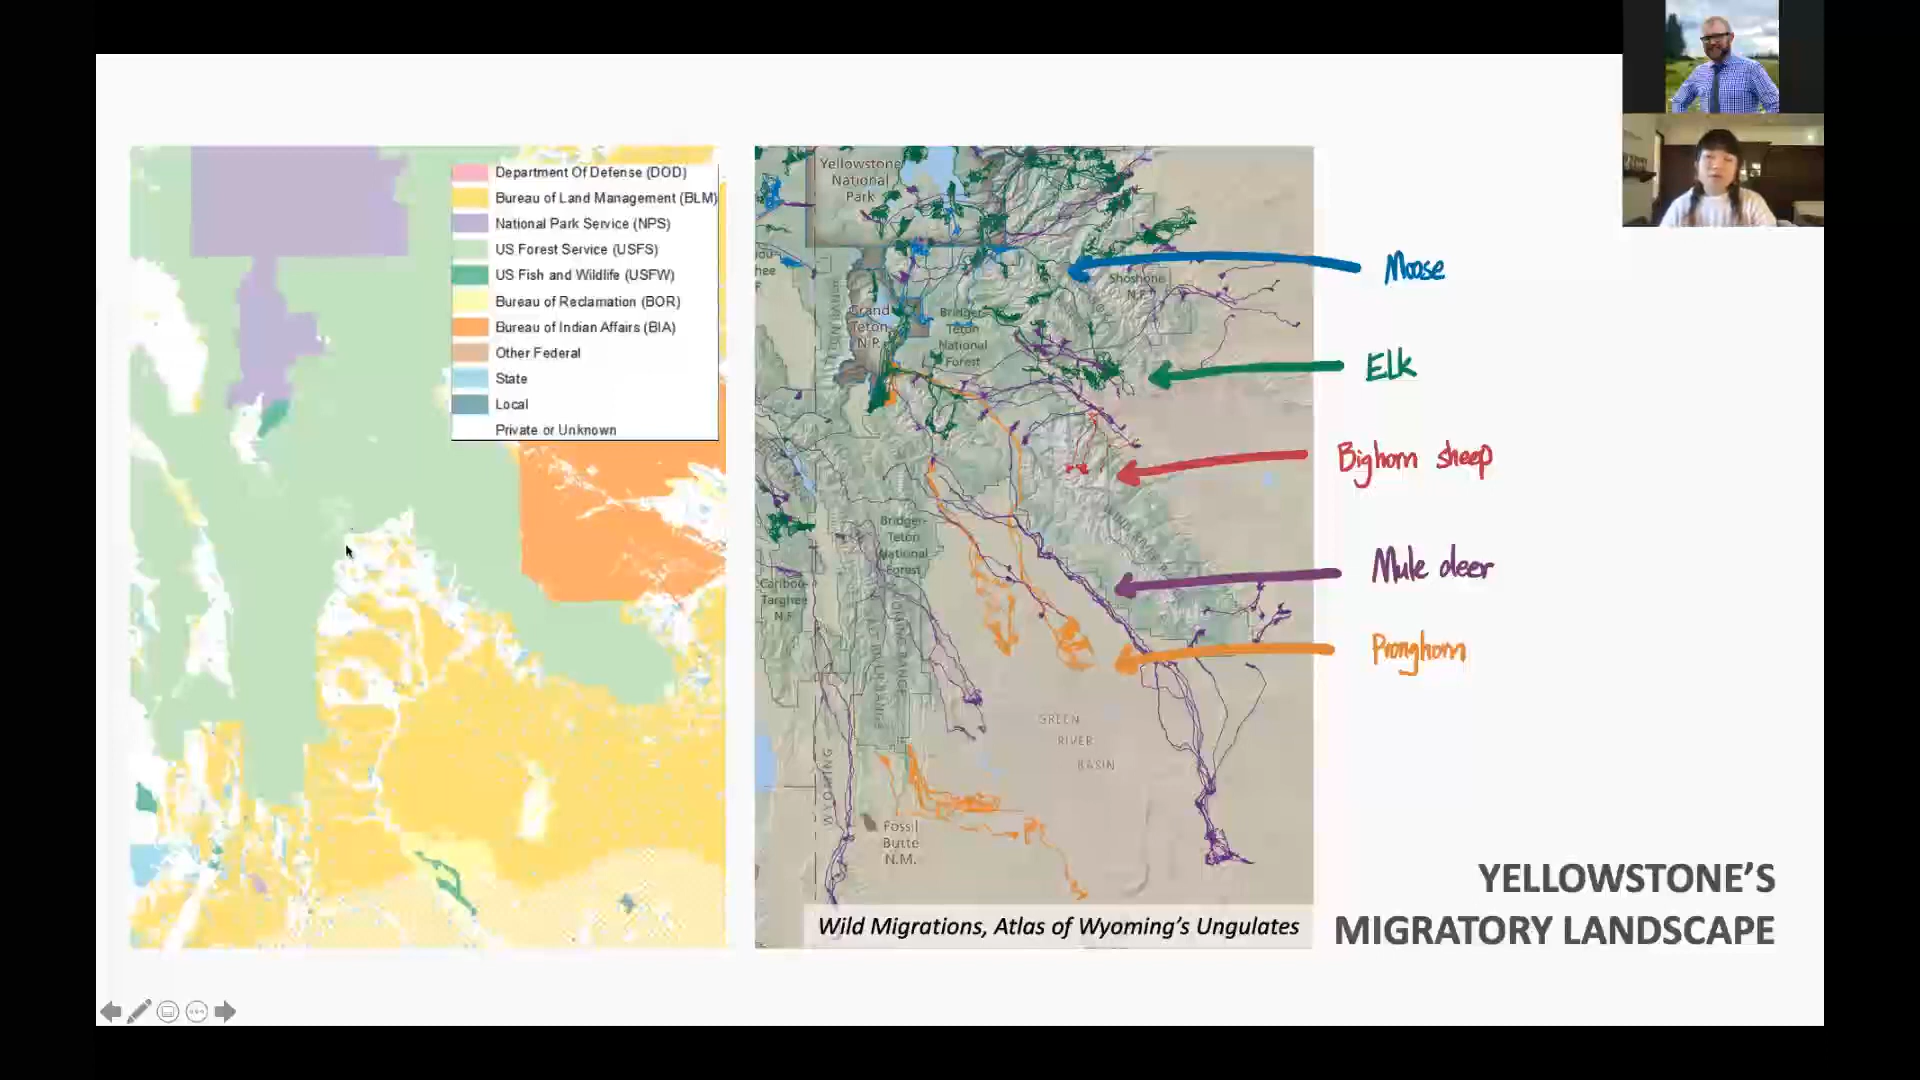 Department Of Defense (DOD)
Bureau of Land Management (BLM)
National Park Service (NPS)
US Forest Service (USFS)
US Fish and Wildlife (USFW)
Bureau of Reclamation (BOR)
Bureau of Indian Affairs (BIA)
Other Federal
State
Local
Private or Unknown
Yellowstone
National
Park
Shoshone
N.F.
Grand
Teton
N.P.
Bridger-
Teton
National
Forest
Bridger-
Teton
National
Forest
Caribou-
Targhee
N.F.
GREEN
RIVER
BASIN
WYOMING
Fossil
Butte
N.M.
Wild Migrations, Atlas of Wyoming's Ungulates
Moose
Elk
Bighorn sheep
Mule deer
Pronghorn
YELLOWSTONE'S
MIGRATORY LANDSCAPE